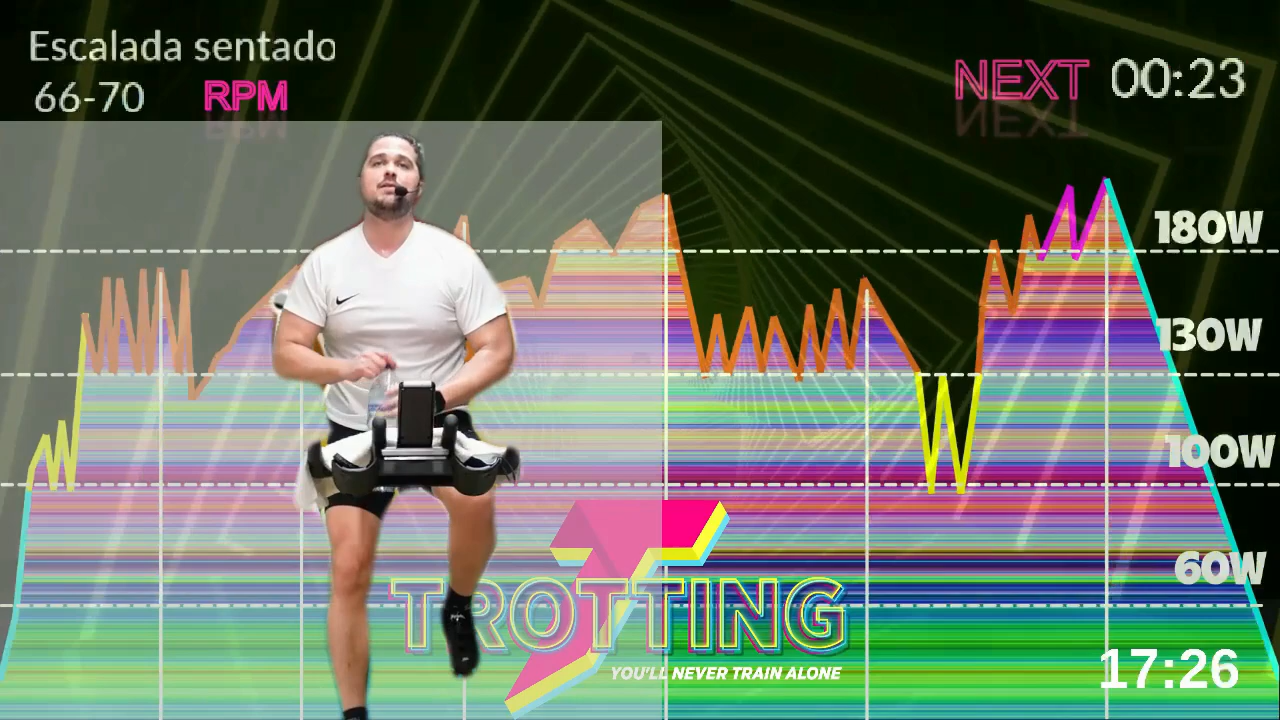 Escalada sentado
66-70 RPM
NEXT 00:23
180W
130W
100W
60W
TROTTING
YOU'LL NEVER TRAIN ALONE
17:26